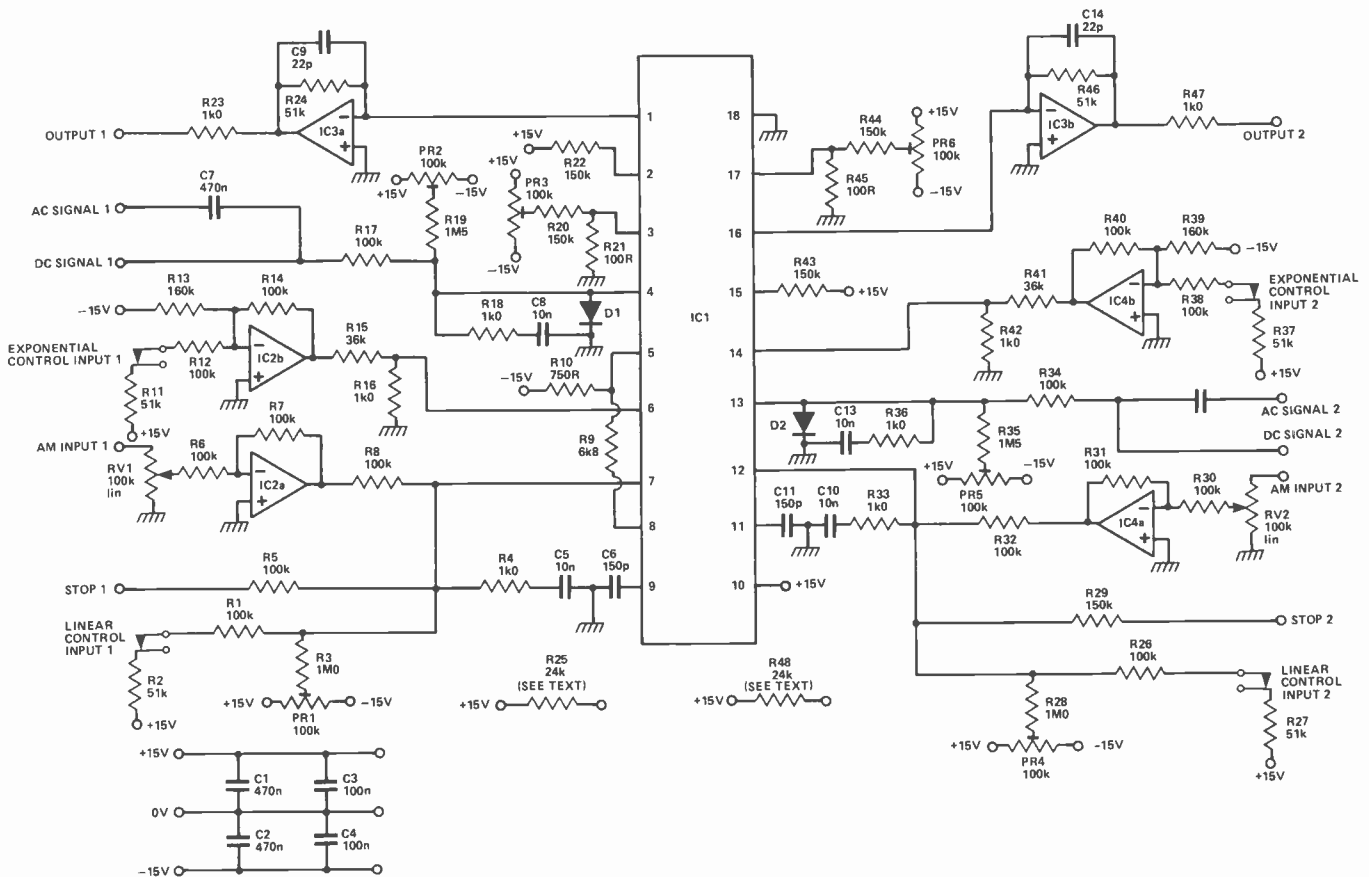 C9
22p
R24
51k
R23
1k0
OUTPUT 1
IC3a
C7
470n
AC SIGNAL 1
DC SIGNAL 1
R17
100k
PR2
100k
+15V
-15V
R19
1M5
+15V
R22
150k
+15V
PR3
100k
-15V
R20
150k
R21
100R
R13
160k
-15V
R14
100k
EXPONENTIAL
CONTROL INPUT 1
R12
100k
R11
51k
+15V
IC2b
R15
36k
R16
1k0
R18
1k0
C8
10n
D1
-15V
R10
750R
R9
6k8
AM INPUT 1
RV1
100k
lin
R6
100k
R7
100k
IC2a
R8
100k
STOP 1
R5
100k
R4
1k0
C5
10n
C6
150p
LINEAR
CONTROL
INPUT 1
R1
100k
R2
51k
+15V
R3
1M0
+15V
-15V
PR1
100k
R25
24k
(SEE TEXT)
+15V
R48
24k
(SEE TEXT)
+15V
+15V
0V
-15V
C1
470n
C3
100n
C2
470n
C4
100n
IC1
1
2
3
4
5
6
7
8
9
18
17
16
15
14
13
12
11
10
C14
22p
R46
51k
IC3b
R47
1k0
OUTPUT 2
R44
150k
+15V
PR6
100k
-15V
R45
100R
R43
150k
+15V
R40
100k
R39
160k
-15V
R41
36k
IC4b
R38
100k
EXPONENTIAL
CONTROL
INPUT 2
R37
51k
+15V
R42
1k0
R34
100k
AC SIGNAL 2
DC SIGNAL 2
D2
C13
10n
R36
1k0
R35
1M5
+15V
-15V
PR5
100k
R31
100k
R30
100k
AM INPUT 2
RV2
100k
lin
IC4a
C11
150p
C10
10n
R33
1k0
R32
100k
+15V
R29
150k
STOP 2
R26
100k
LINEAR
CONTROL
INPUT 2
R28
1M0
+15V
-15V
PR4
100k
R27
51k
+15V